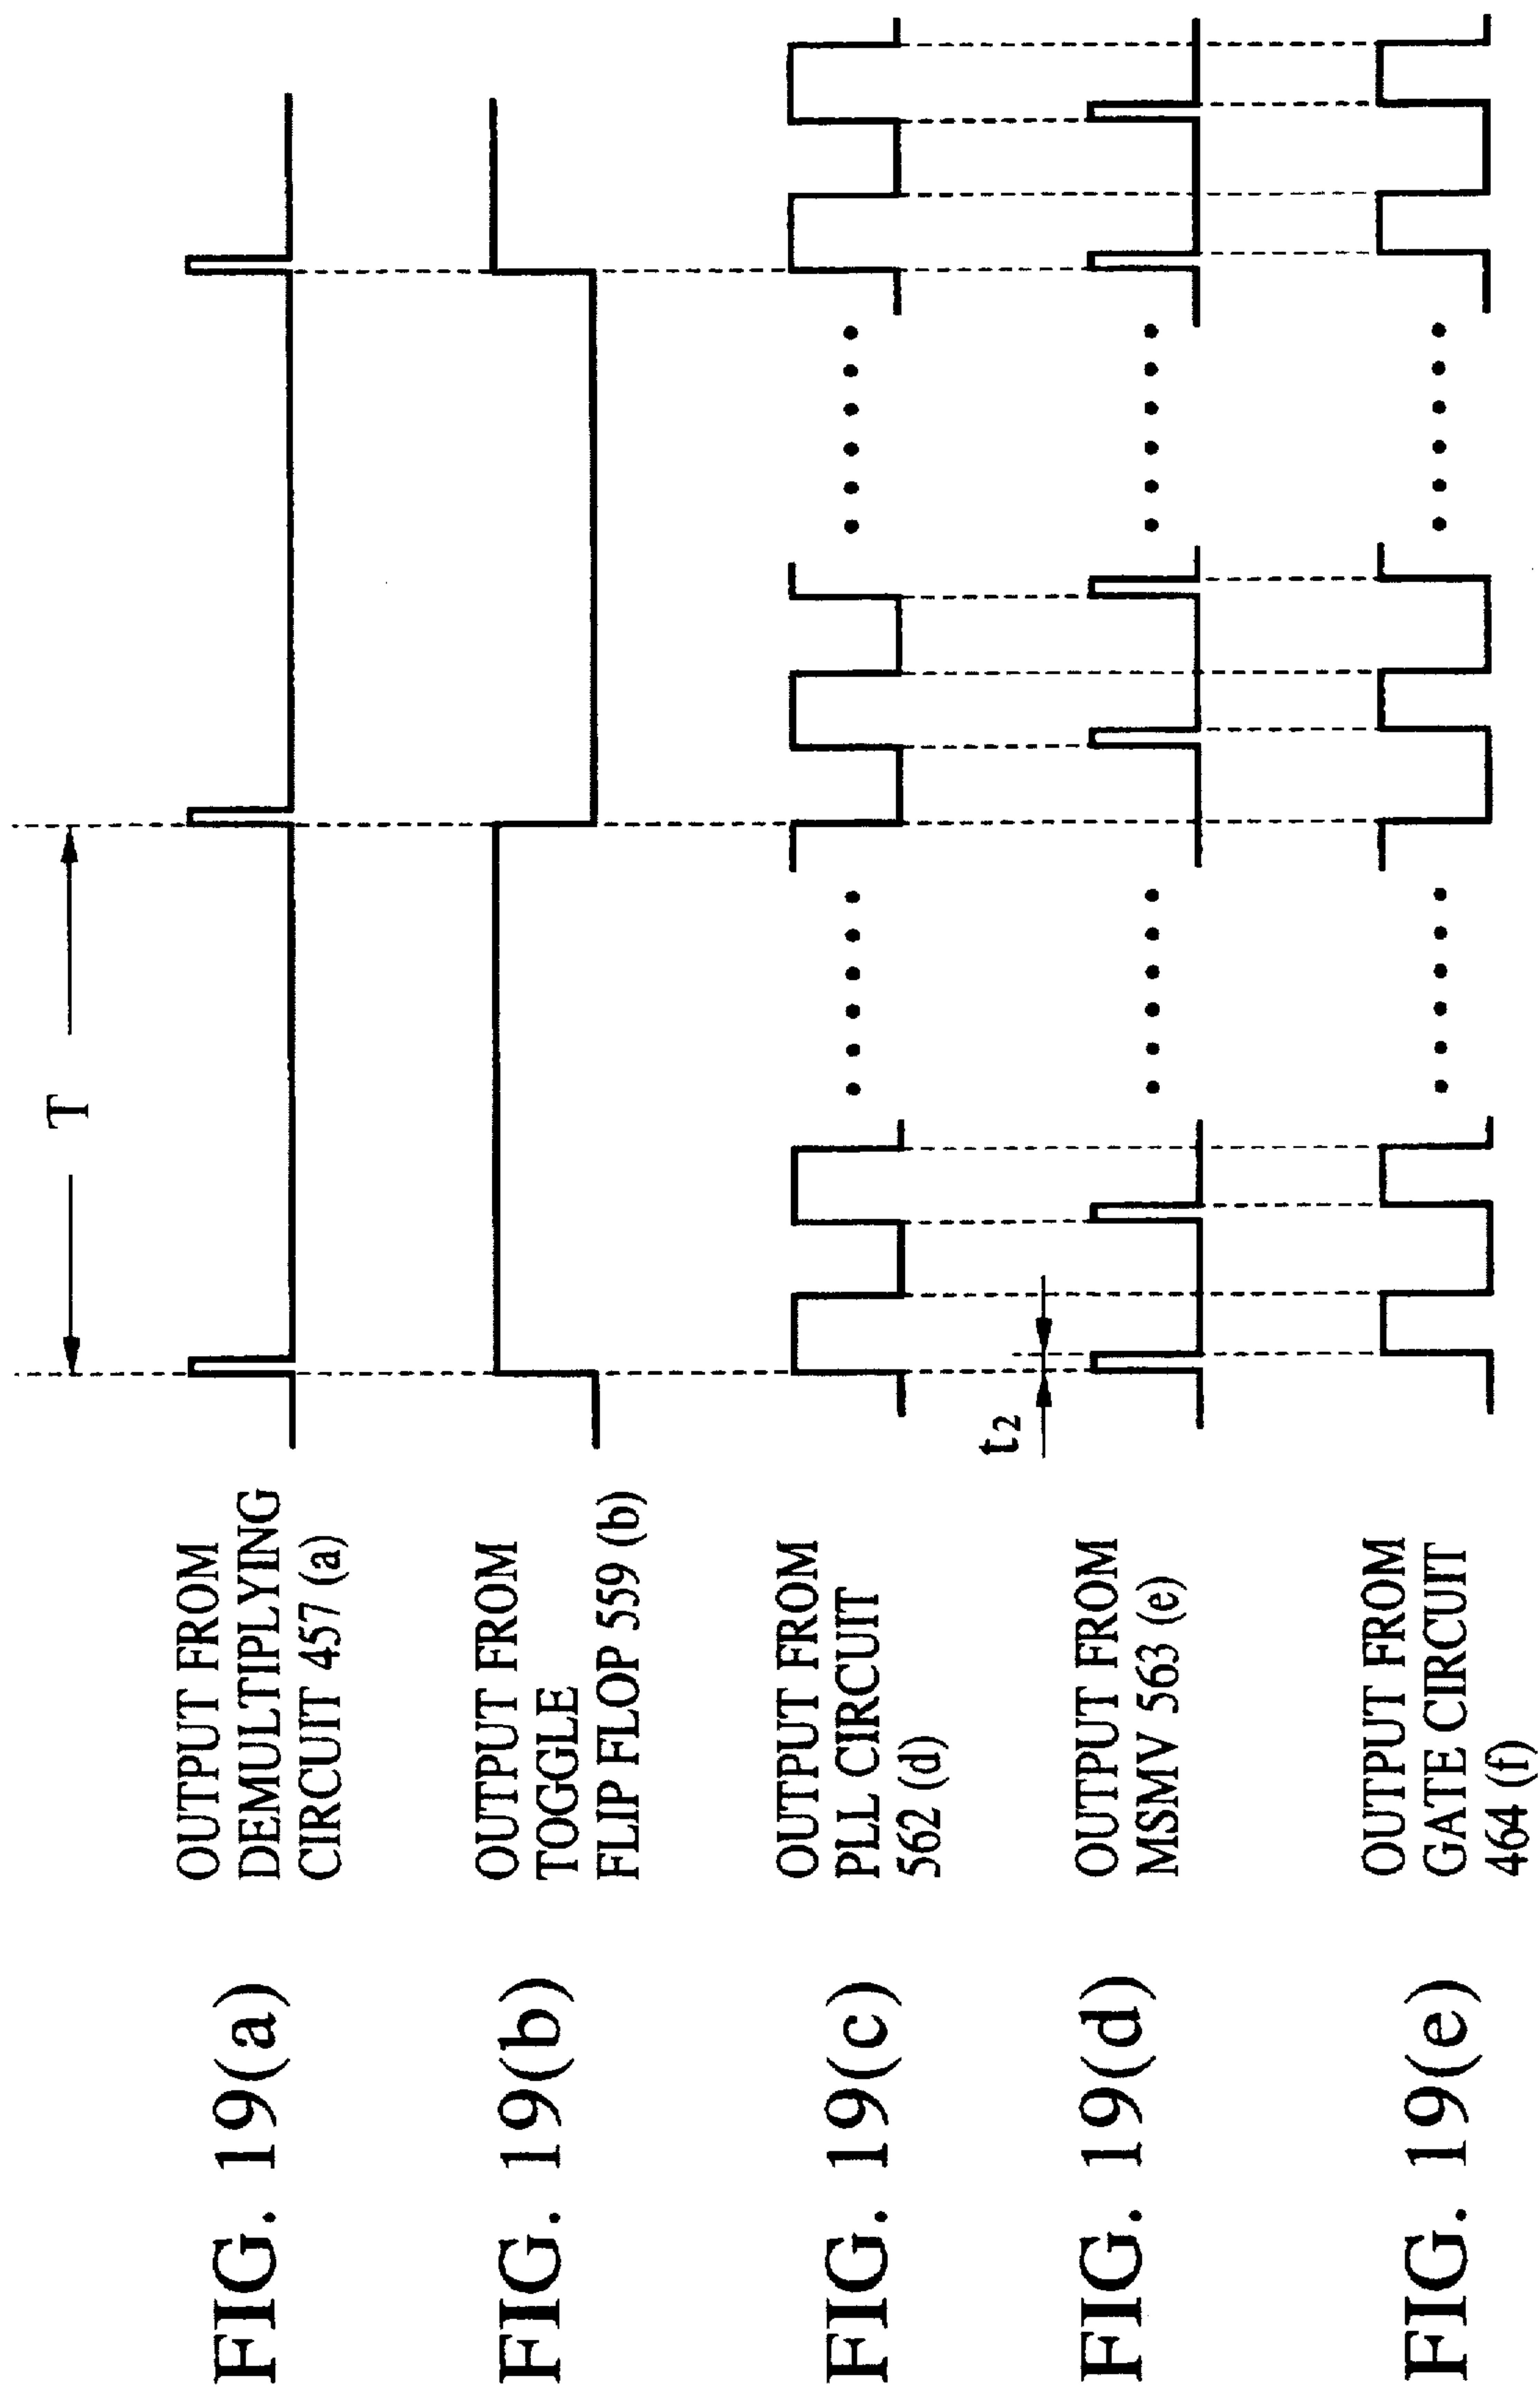 T
FIG. 19(a)
OUTPUT FROM
DEMULTIPLYING
CIRCUIT 457 (a)
FIG. 19(b)
OUTPUT FROM
TOGGLE
FLIP FLOP 559 (b)
FIG. 19(c)
OUTPUT FROM
PLL CIRCUIT
562 (d)
t2
FIG. 19(d)
OUTPUT FROM
MSMV 563 (e)
FIG. 19(e)
OUTPUT FROM
GATE CIRCUIT
464 (f)